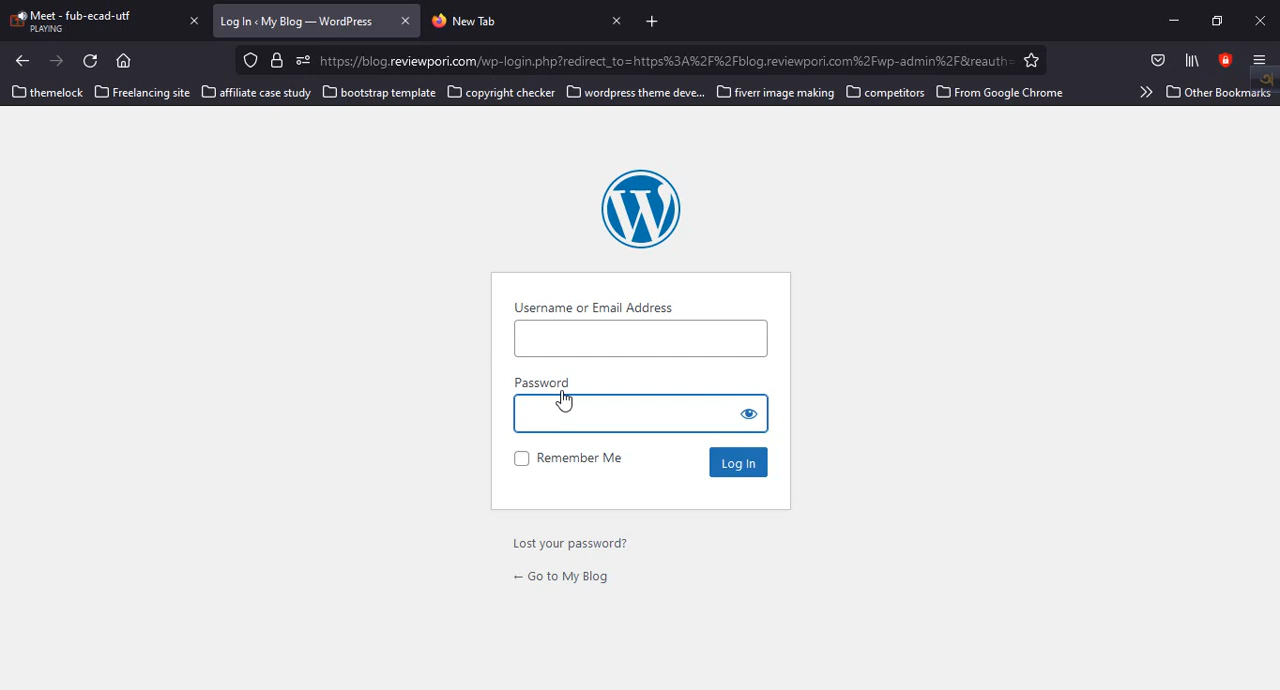 Meet - fub-ecad-utf
PLAYING
Log In ‹ My Blog — WordPress
New Tab
https://blog.reviewpori.com/wp-login.php?redirect_to=https%3A%2F%2Fblog.reviewpori.com%2Fwp-admin%2F&reauth=
themelock
Freelancing site
affiliate case study
bootstrap template
copyright checker
wordpress theme deve...
fiverr image making
competitors
From Google Chrome
Other Bookmarks
Username or Email Address
Password
Remember Me
Log In
Lost your password?
← Go to My Blog